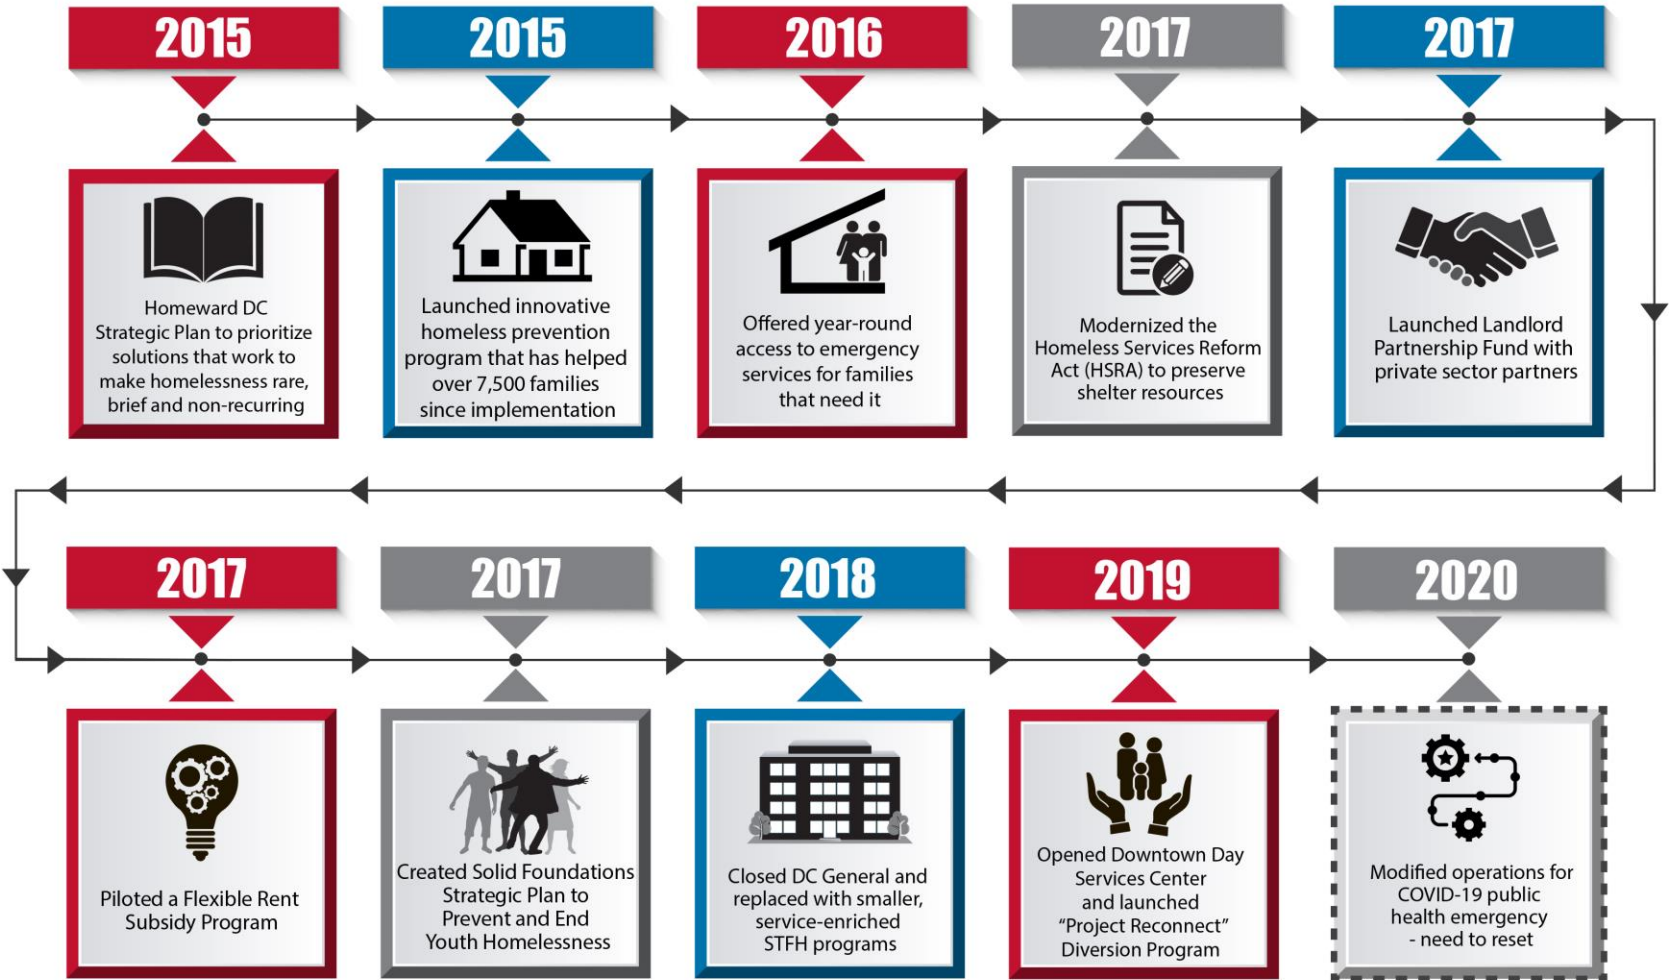 2015
2015
2016
2017
2017
Homeward DC
Strategic Plan to prioritize
solutions that work to
make homelessness rare,
brief and non-recurring
Launched innovative
homeless prevention
program that has helped
over 7,500 families
since implementation
Offered year-round
access to emergency
services for families
that need it
Modernized the
Homeless Services Reform
Act (HSRA) to preserve
shelter resources
Launched Landlord
Partnership Fund with
private sector partners
2017
2017
2018
2019
2020
Piloted a Flexible Rent
Subsidy Program
Created Solid Foundations
Strategic Plan to
Prevent and End
Youth Homelessness
Closed DC General and
replaced with smaller,
service-enriched
STFH programs
Opened Downtown Day
Services Center
and launched
"Project Reconnect"
Diversion Program
Modified operations for
COVID-19 public
health emergency
- need to reset